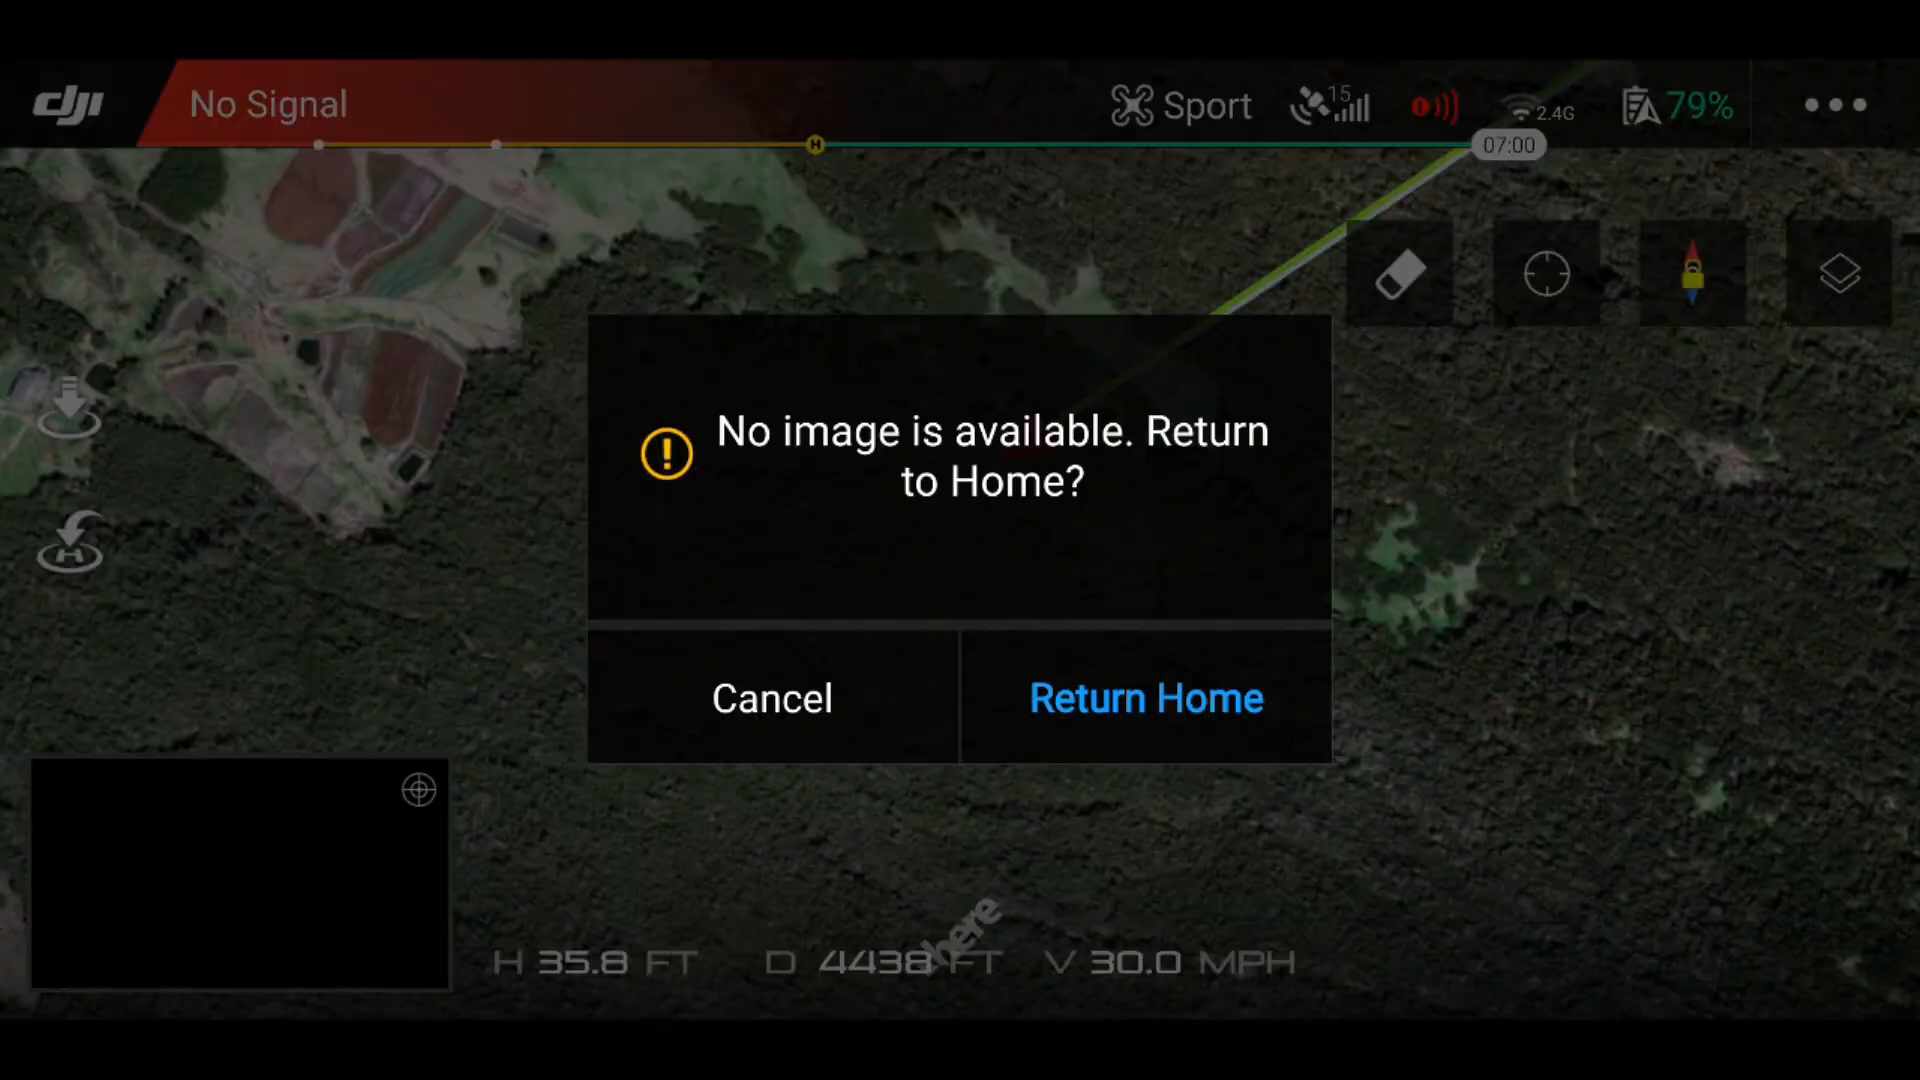 dji
No Signal
Sport
15
2.4G
79%
H
07:00
No image is available. Return
to Home?
H
Cancel
Return Home
here
H 35.8 FT
D 4438 FT
V 30.0 MPH